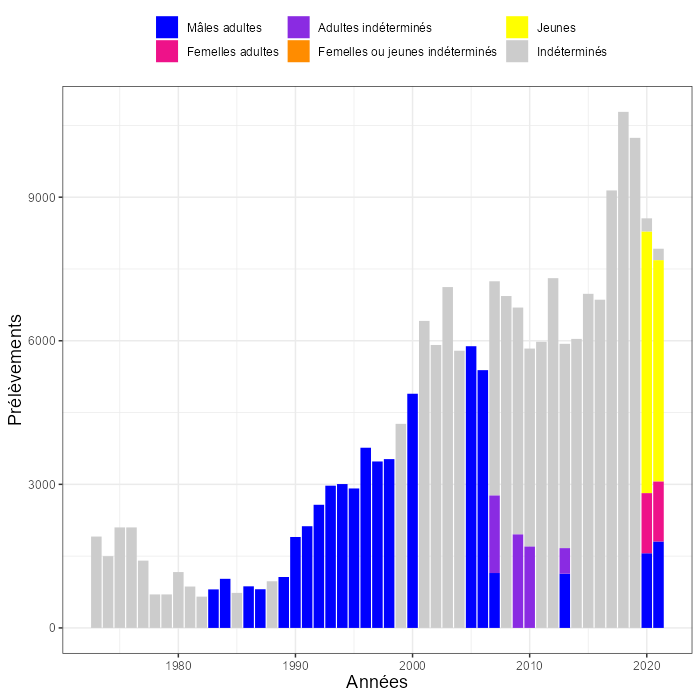 Mâles adultes
Adultes indéterminés
Jeunes
Femelles adultes
Femelles ou jeunes indéterminés
Indéterminés
Prélèvements
9000
6000
3000
0
1980
1990
2000
2010
2020
Années